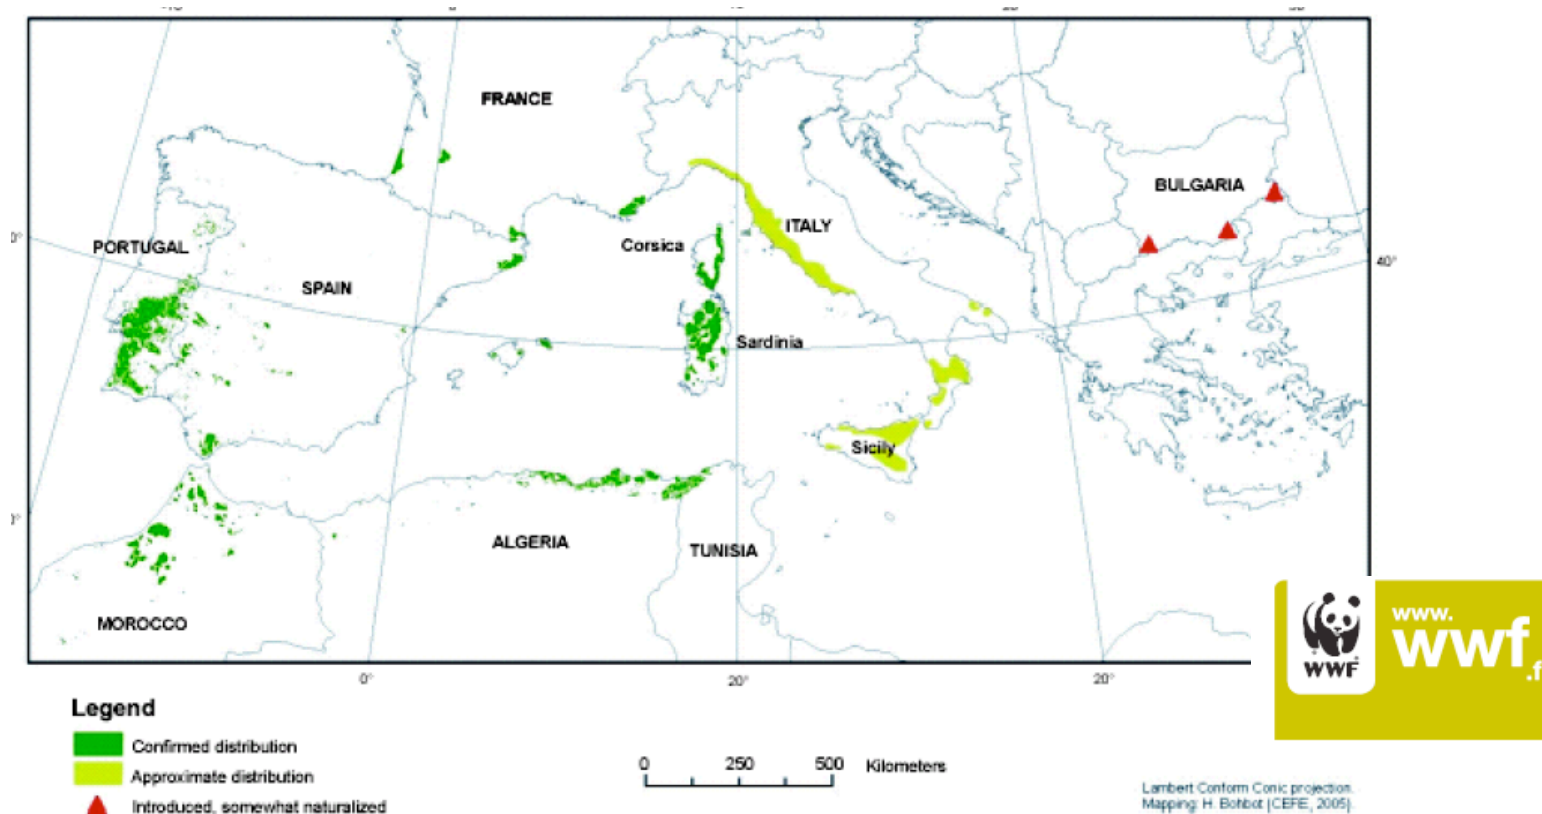 FRANCE
BULGARIA
ITALY
Corsica
PORTUGAL
40°
SPAIN
Sardinia
Sicily
ALGERIA
TUNISIA
MOROCCO
0°
20°
20°
www.
wwf
.f
WWF
Legend
Confirmed distribution
Approximate distribution
Introduced, somewhat naturalized
0 250 500 Kilometers
Lambert Conform Conic projection.
Mapping: H. Bohbot (CEFE, 2005).